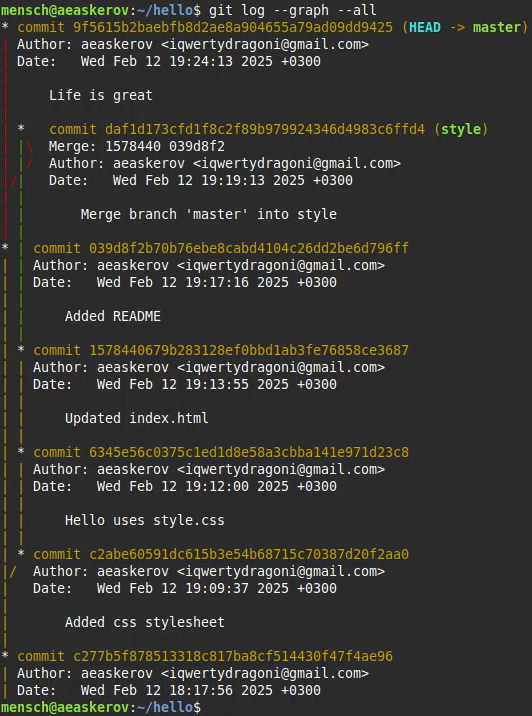 mensch@aeaskerov:~/hello$ git log --graph --all
* commit 9f5615b2baebfb8d2ae8a904655a79ad09dd9425 (HEAD -> master)
| Author: aeaskerov <iqwertydragoni@gmail.com>
| Date:   Wed Feb 12 19:24:13 2025 +0300
|
|     Life is great
|
| *   commit daf1d173cfd1f8c2f89b979924346d4983c6ffd4 (style)
| |\  Merge: 1578440 039d8f2
| |/  Author: aeaskerov <iqwertydragoni@gmail.com>
|/|   Date:   Wed Feb 12 19:19:13 2025 +0300
| |
| |       Merge branch 'master' into style
| |
* | commit 039d8f2b70b76ebe8cabd4104c26dd2be6d796ff
| | Author: aeaskerov <iqwertydragoni@gmail.com>
| | Date:   Wed Feb 12 19:17:16 2025 +0300
| |
| |     Added README
| |
| * commit 1578440679b283128ef0bbd1ab3fe76858ce3687
| | Author: aeaskerov <iqwertydragoni@gmail.com>
| | Date:   Wed Feb 12 19:13:55 2025 +0300
| |
| |     Updated index.html
| |
| * commit 6345e56c0375c1ed1d8e58a3cbba141e971d23c8
| | Author: aeaskerov <iqwertydragoni@gmail.com>
| | Date:   Wed Feb 12 19:12:00 2025 +0300
| |
| |     Hello uses style.css
| |
| * commit c2abe60591dc615b3e54b68715c70387d20f2aa0
|/  Author: aeaskerov <iqwertydragoni@gmail.com>
|   Date:   Wed Feb 12 19:09:37 2025 +0300
|
|       Added css stylesheet
|
* commit c277b5f878513318c817ba8cf514430f47f4ae96
| Author: aeaskerov <iqwertydragoni@gmail.com>
| Date:   Wed Feb 12 18:17:56 2025 +0300
mensch@aeaskerov:~/hello$